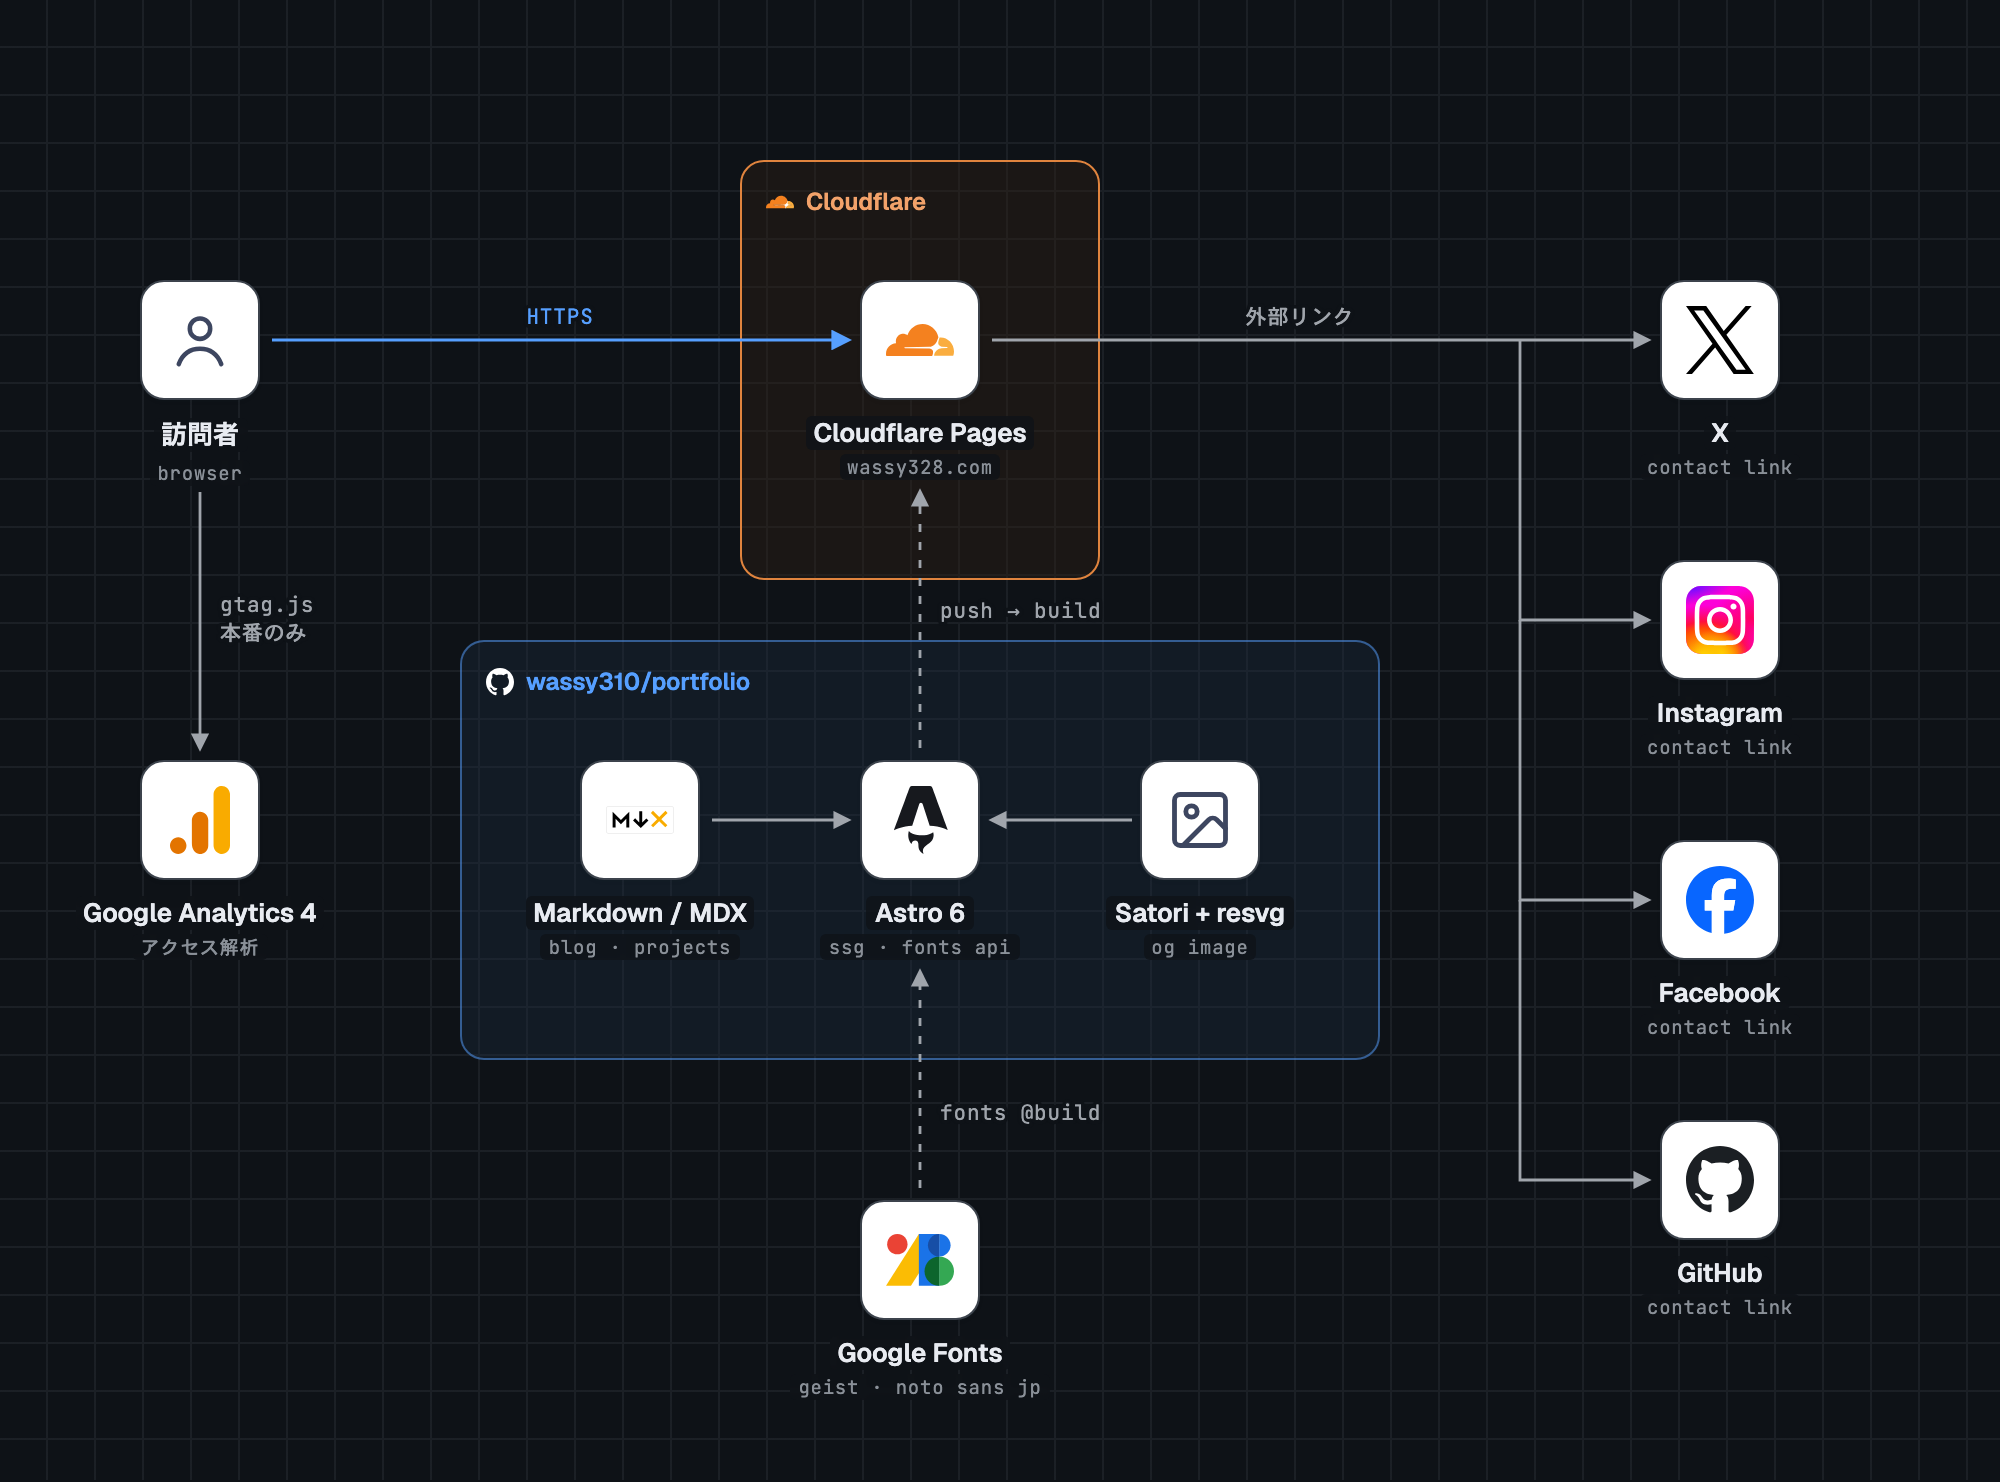 Cloudflare
HTTPS
外部リンク
訪問者
browser
Cloudflare Pages
wassy328.com
X
contact link
gtag.js
本番のみ
push → build
wassy310/portfolio
Instagram
contact link
M↓X
Google Analytics 4
アクセス解析
Markdown / MDX
blog · projects
Astro 6
ssg · fonts api
Satori + resvg
og image
Facebook
contact link
fonts @build
GitHub
contact link
Google Fonts
geist · noto sans jp